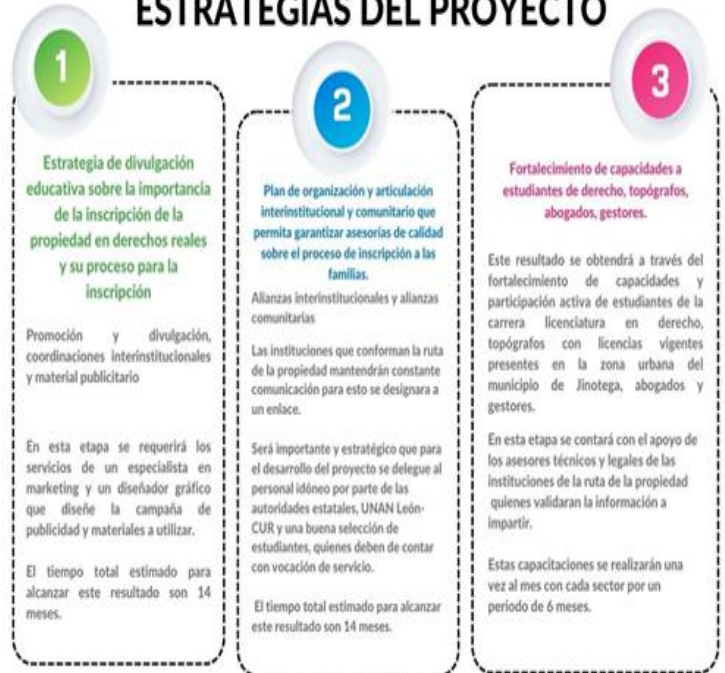 ESTRATEGIAS DEL PROYECTO
1
Estrategia de divulgación
educativa sobre la importancia
de la inscripción de la
propiedad en derechos reales
y su proceso para la
inscripción
Promoción y divulgación,
coordinaciones interinstitucionales
y material publicitario
En esta etapa se requerirá los
servicios de un especialista en
marketing y un diseñador gráfico
que diseñe la campaña de
publicidad y materiales a utilizar.
El tiempo total estimado para
alcanzar este resultado son 14
meses.
2
Plan de organización y articulación
interinstitucional y comunitario que
permita garantizar asesorías de calidad
sobre el proceso de inscripción a las
familias.
Alianzas interinstitucionales y alianzas
comunitarias
Las instituciones que conforman la ruta
de la propiedad mantendrán constante
comunicación para esto se designara a
un enlace.
Será importante y estratégico que para
el desarrollo del proyecto se delegue al
personal idóneo por parte de las
autoridades estatales, UNAN León-
CUR y una buena selección de
estudiantes, quienes deben de contar
con vocación de servicio.
El tiempo total estimado para alcanzar
este resultado son 14 meses.
3
Fortalecimiento de capacidades a
estudiantes de derecho, topógrafos,
abogados, gestores.
Este resultado se obtendrá a través del
fortalecimiento de capacidades y
participación activa de estudiantes de la
carrera licenciatura en derecho,
topógrafos con licencias vigentes
presentes en la zona urbana del
municipio de Jinotega, abogados y
gestores.
En esta etapa se contará con el apoyo de
los asesores técnicos y legales de las
instituciones de la ruta de la propiedad
quienes validaran la información a
impartir.
Estas capacitaciones se realizarán una
vez al mes con cada sector por un
periodo de 6 meses.